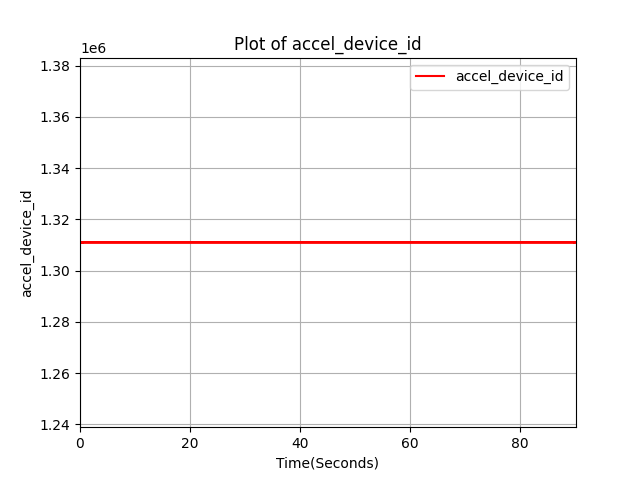 Plot of accel_device_id
1e6
accel_device_id
1.38
1.36
1.34
1.32
1.30
1.28
1.26
1.24
accel_device_id
0 20 40 60 80
Time(Seconds)